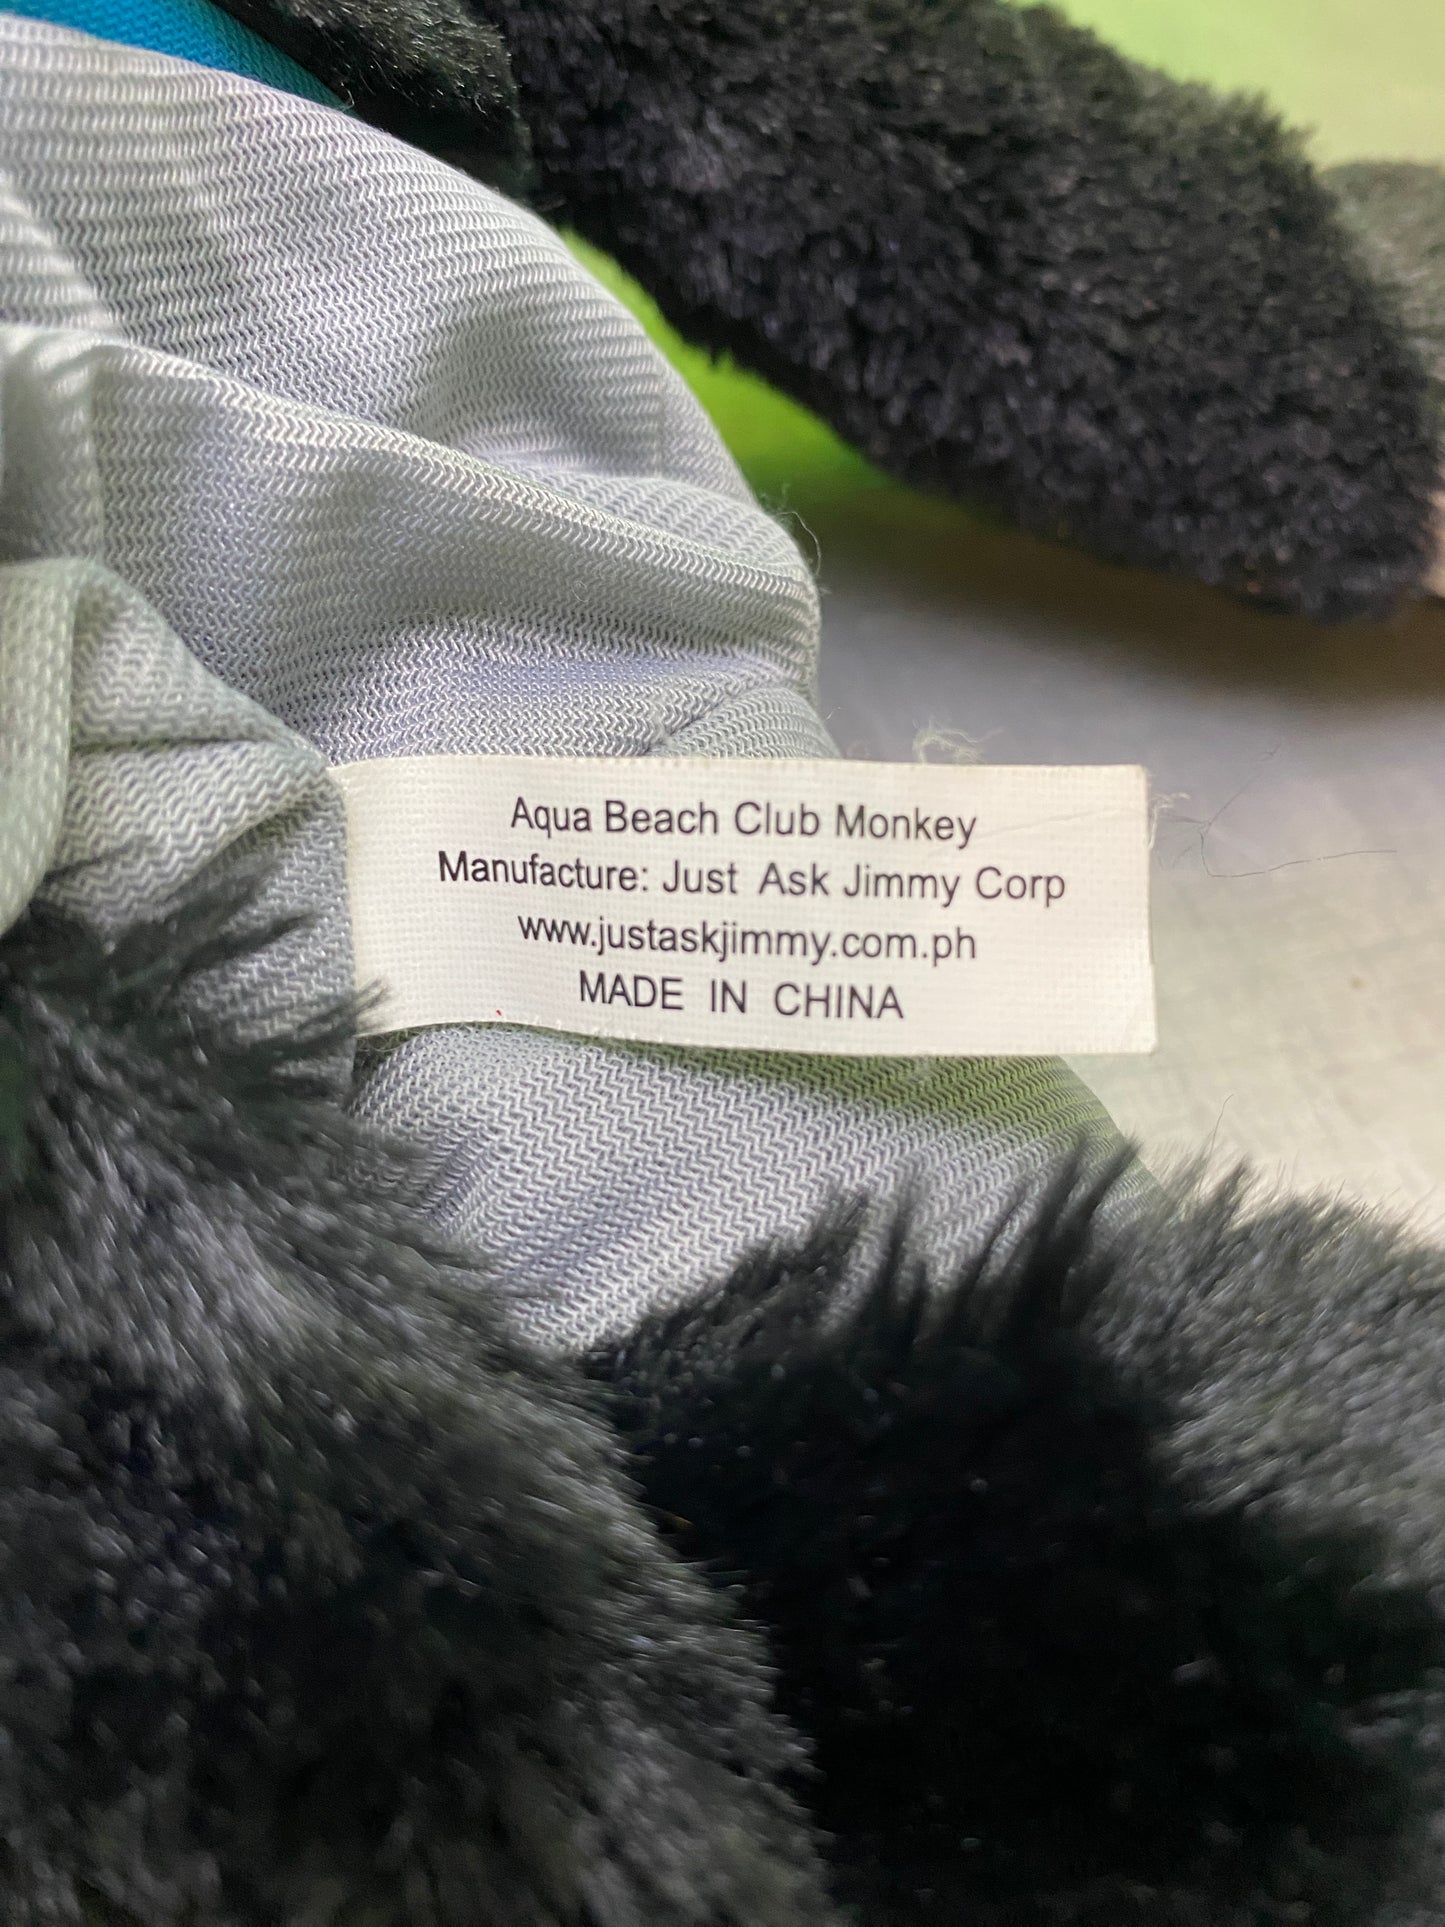 Aqua Beach Club Monkey
Manufacture: Just Ask Jimmy Corp
www.justaskjimmy.com.ph
MADE IN CHINA